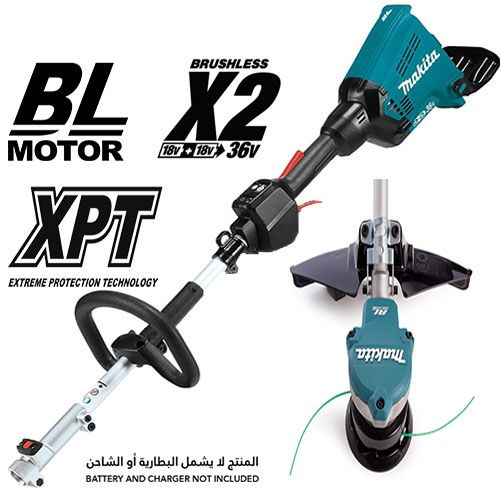 BL
MOTOR
BRUSHLESS
X2
18V+18V 36V
Makita
XPT
EXTREME PROTECTION TECHNOLOGY
Makita
المنتج لا يشمل البطارية أو الشاحن
BATTERY AND CHARGER NOT INCLUDED